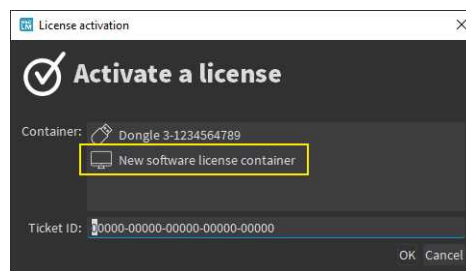 License activation
Activate a license
Container: Dongle 3-1234564789
New software license container
Ticket ID: 00000-00000-00000-00000-00000
OK Cancel